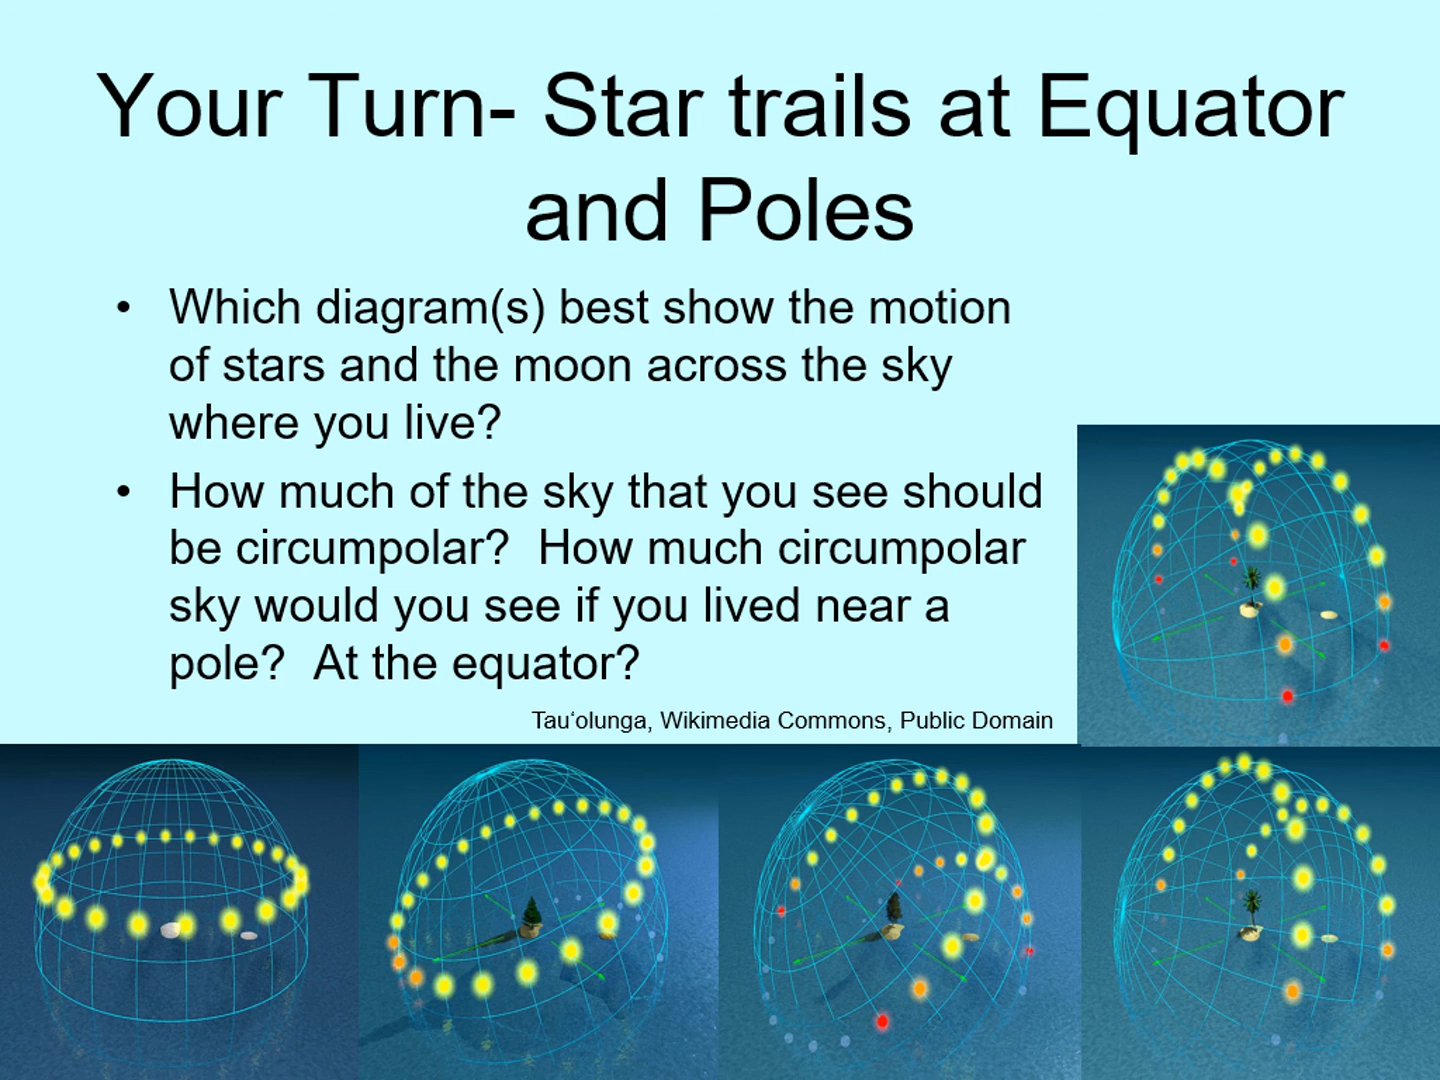 Your Turn- Star trails at Equator
and Poles
• Which diagram(s) best show the motion
of stars and the moon across the sky
where you live?
• How much of the sky that you see should
be circumpolar?  How much circumpolar
sky would you see if you lived near a
pole?  At the equator?
Tauʻolunga, Wikimedia Commons, Public Domain